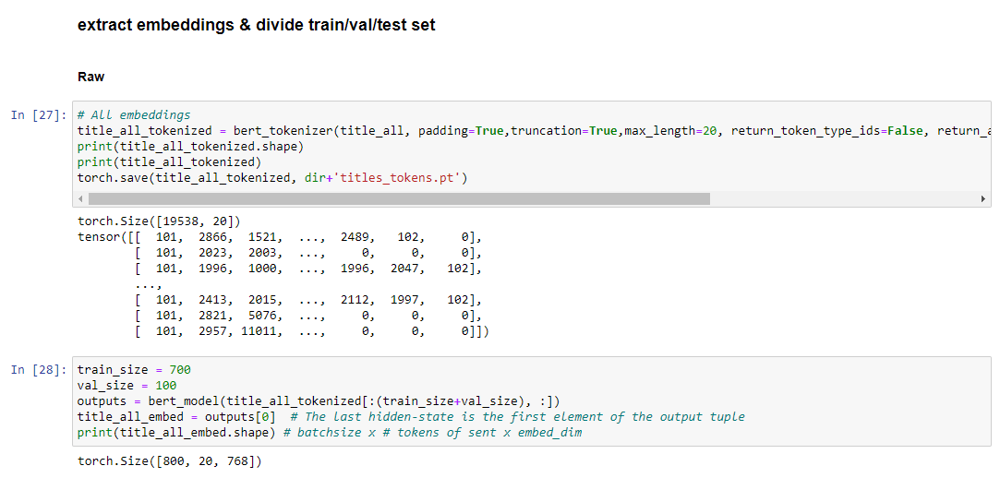 extract embeddings & divide train/val/test set
Raw
In [27]:
# All embeddings
title_all_tokenized = bert_tokenizer(title_all, padding=True,truncation=True,max_length=20, return_token_type_ids=False, return_a
print(title_all_tokenized.shape)
print(title_all_tokenized)
torch.save(title_all_tokenized, dir+'titles_tokens.pt')
torch.Size([19538, 20])
tensor([[  101,  2866,  1521,  ...,  2489,   102,     0],
        [  101,  2023,  2003,  ...,     0,     0,     0],
        [  101,  1996,  1000,  ...,  1996,  2047,   102],
        ...,
        [  101,  2413,  2015,  ...,  2112,  1997,   102],
        [  101,  2821,  5076,  ...,     0,     0,     0],
        [  101,  2957, 11011,  ...,     0,     0,     0]])
In [28]:
train_size = 700
val_size = 100
outputs = bert_model(title_all_tokenized[:(train_size+val_size), :])
title_all_embed = outputs[0]  # The last hidden-state is the first element of the output tuple
print(title_all_embed.shape) # batchsize x # tokens of sent x embed_dim
torch.Size([800, 20, 768])